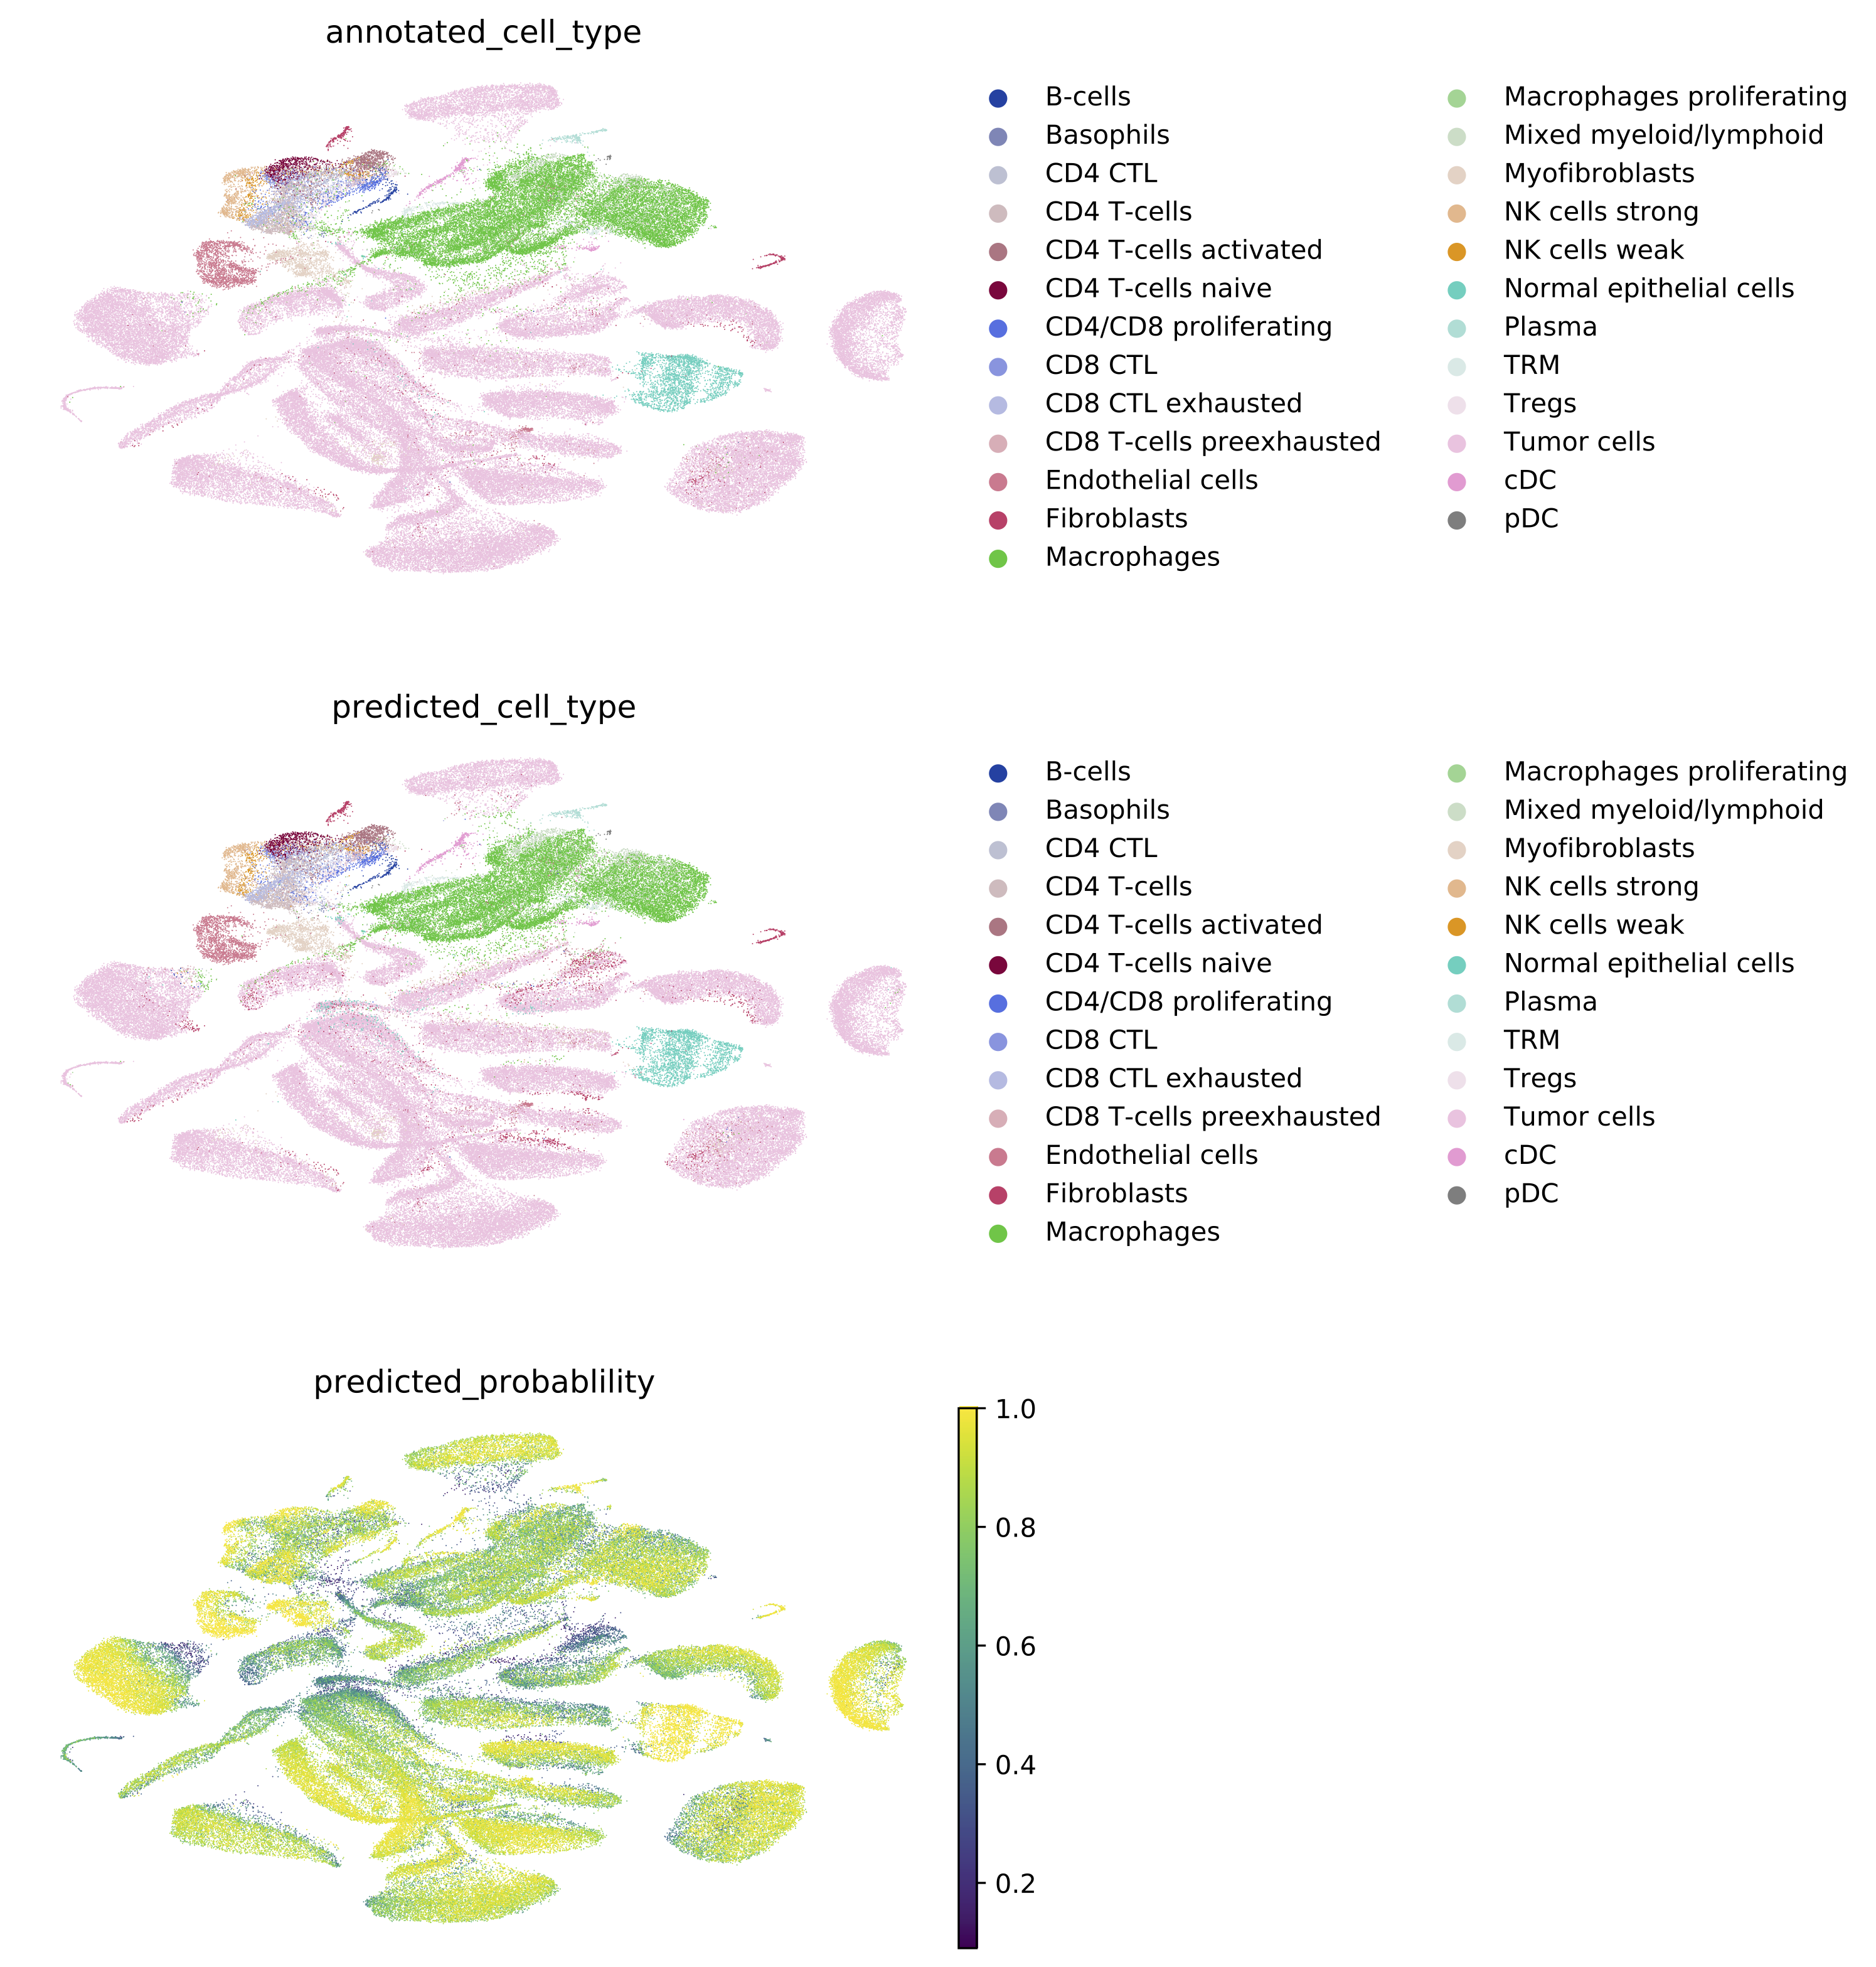 annotated_cell_type
B-cells
Basophils
CD4 CTL
CD4 T-cells
CD4 T-cells activated
CD4 T-cells naive
CD4/CD8 proliferating
CD8 CTL
CD8 CTL exhausted
CD8 T-cells preexhausted
Endothelial cells
Fibroblasts
Macrophages
Macrophages proliferating
Mixed myeloid/lymphoid
Myofibroblasts
NK cells strong
NK cells weak
Normal epithelial cells
Plasma
TRM
Tregs
Tumor cells
cDC
pDC
predicted_cell_type
B-cells
Basophils
CD4 CTL
CD4 T-cells
CD4 T-cells activated
CD4 T-cells naive
CD4/CD8 proliferating
CD8 CTL
CD8 CTL exhausted
CD8 T-cells preexhausted
Endothelial cells
Fibroblasts
Macrophages
Macrophages proliferating
Mixed myeloid/lymphoid
Myofibroblasts
NK cells strong
NK cells weak
Normal epithelial cells
Plasma
TRM
Tregs
Tumor cells
cDC
pDC
predicted_probablility
1.0
0.8
0.6
0.4
0.2